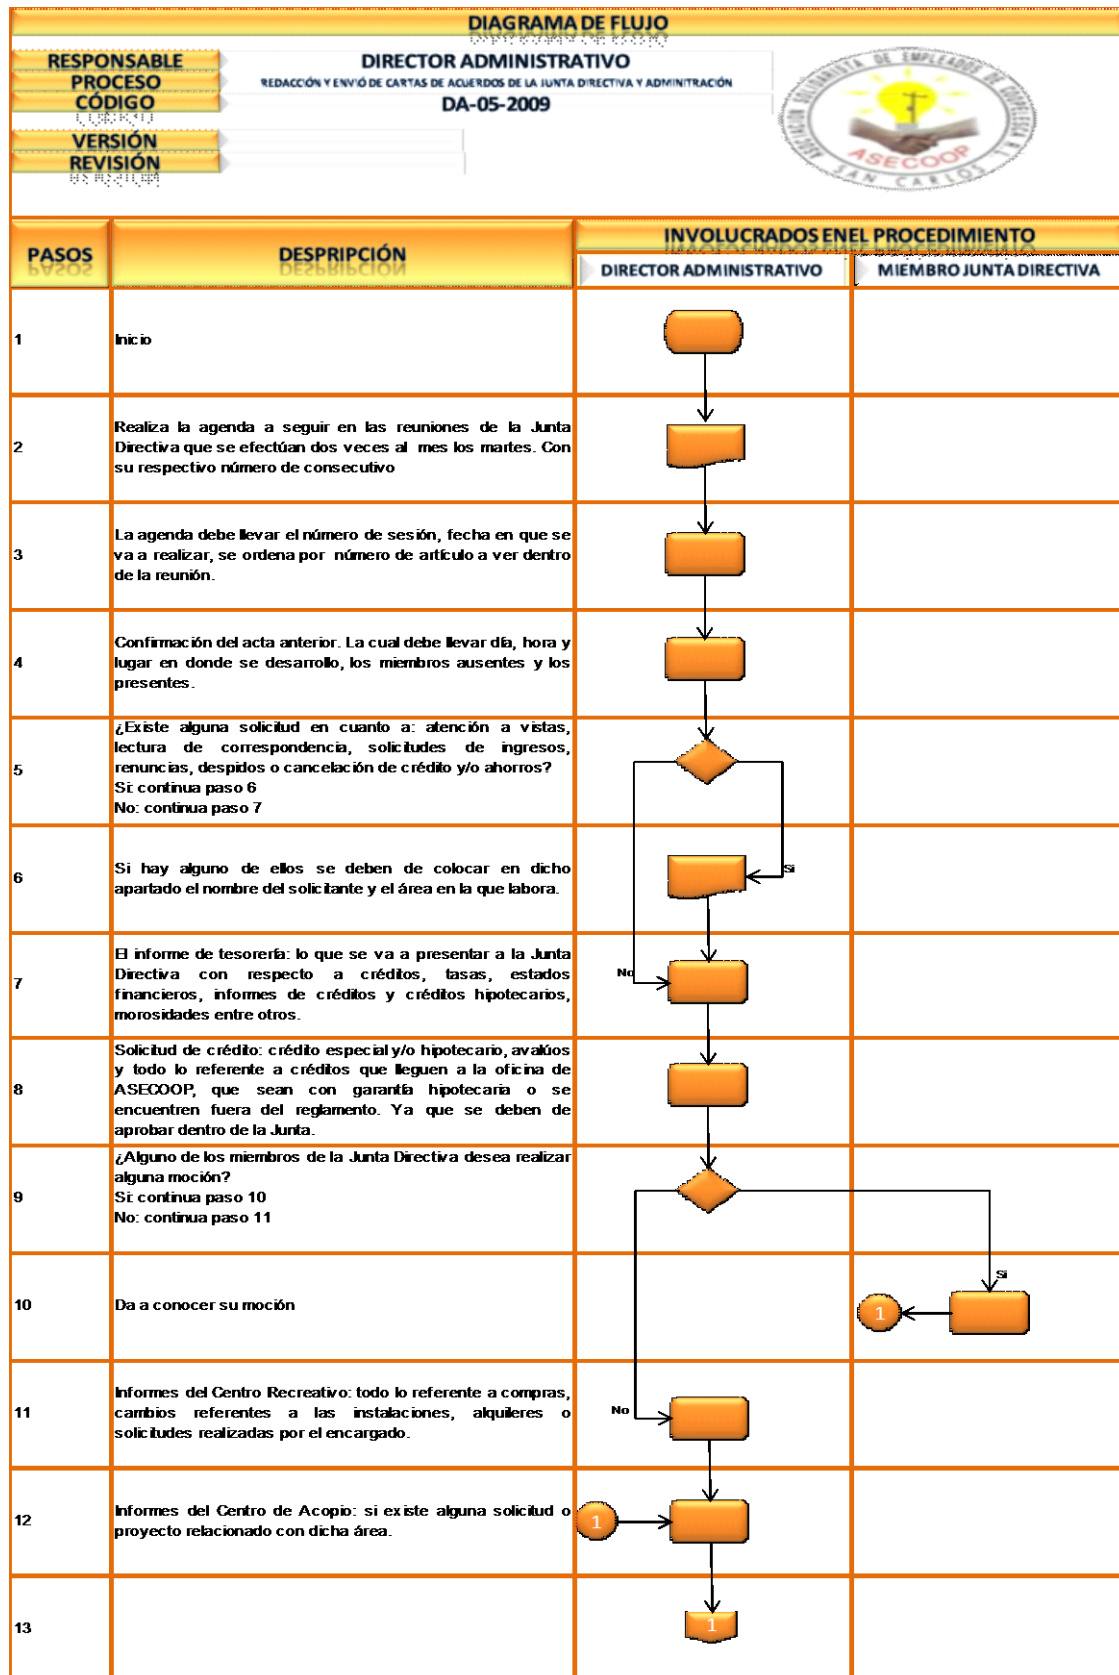 DIAGRAMA DE FLUJO
RESPONSABLE
DIRECTOR ADMINISTRATIVO
PROCESO
REDACCIÓN Y ENVIÓ DE CARTAS DE ACUERDOS DE LA JUNTA DIRECTIVA Y ADMINITRACIÓN
CÓDIGO
DA-05-2009
VERSIÓN
REVISIÓN
ASOCIACIÓN SOLIDARISTA DE EMPLEADOS DE COOPELESCA R.L.
ASECOOP
SAN CARLOS
PASOS
DESPRIPCIÓN
INVOLUCRADOS ENEL PROCEDIMIENTO
DIRECTOR ADMINISTRATIVO
MIEMBRO JUNTA DIRECTIVA
1
Inicio
2
Realiza la agenda a seguir en las reuniones de la Junta
Directiva que se efectúan dos veces al mes los martes. Con
su respectivo número de consecutivo
3
La agenda debe llevar el número de sesión, fecha en que se
va a realizar, se ordena por número de artículo a ver dentro
de la reunión.
4
Confirmación del acta anterior. La cual debe llevar día, hora y
lugar en donde se desarrollo, los miembros ausentes y los
presentes.
5
¿Existe alguna solicitud en cuanto a: atención a vistas,
lectura de correspondencia, solicitudes de ingresos,
renuncias, despidos o cancelación de crédito y/o ahorros?
Si: continua paso 6
No: continua paso 7
6
Si hay alguno de ellos se deben de colocar en dicho
apartado el nombre del solicitante y el área en la que labora.
Si
7
El informe de tesorería: lo que se va a presentar a la Junta
Directiva con respecto a créditos, tasas, estados
financieros, informes de créditos y créditos hipotecarios,
morosidades entre otros.
No
8
Solicitud de crédito: crédito especial y/o hipotecario, avalúos
y todo lo referente a créditos que lleguen a la oficina de
ASECOOP, que sean con garantía hipotecaria o se
encuentren fuera del reglamento. Ya que se deben de
aprobar dentro de la Junta.
9
¿Alguno de los miembros de la Junta Directiva desea realizar
alguna moción?
Si: continua paso 10
No: continua paso 11
10
Da a conocer su moción
Si
1
11
Informes del Centro Recreativo: todo lo referente a compras,
cambios referentes a las instalaciones, alquileres o
solicitudes realizadas por el encargado.
No
12
Informes del Centro de Acopio: si existe alguna solicitud o
proyecto relacionado con dicha área.
1
13
1